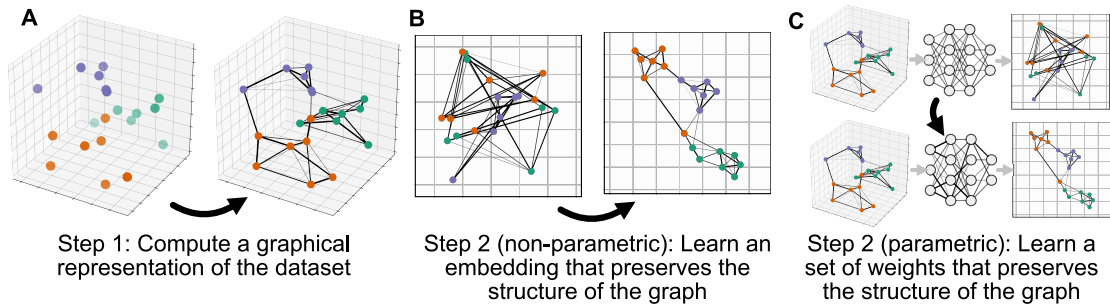 A
B
C
Step 1: Compute a graphical
representation of the dataset
Step 2 (non-parametric): Learn an
embedding that preserves the
structure of the graph
Step 2 (parametric): Learn a
set of weights that preserves
the structure of the graph